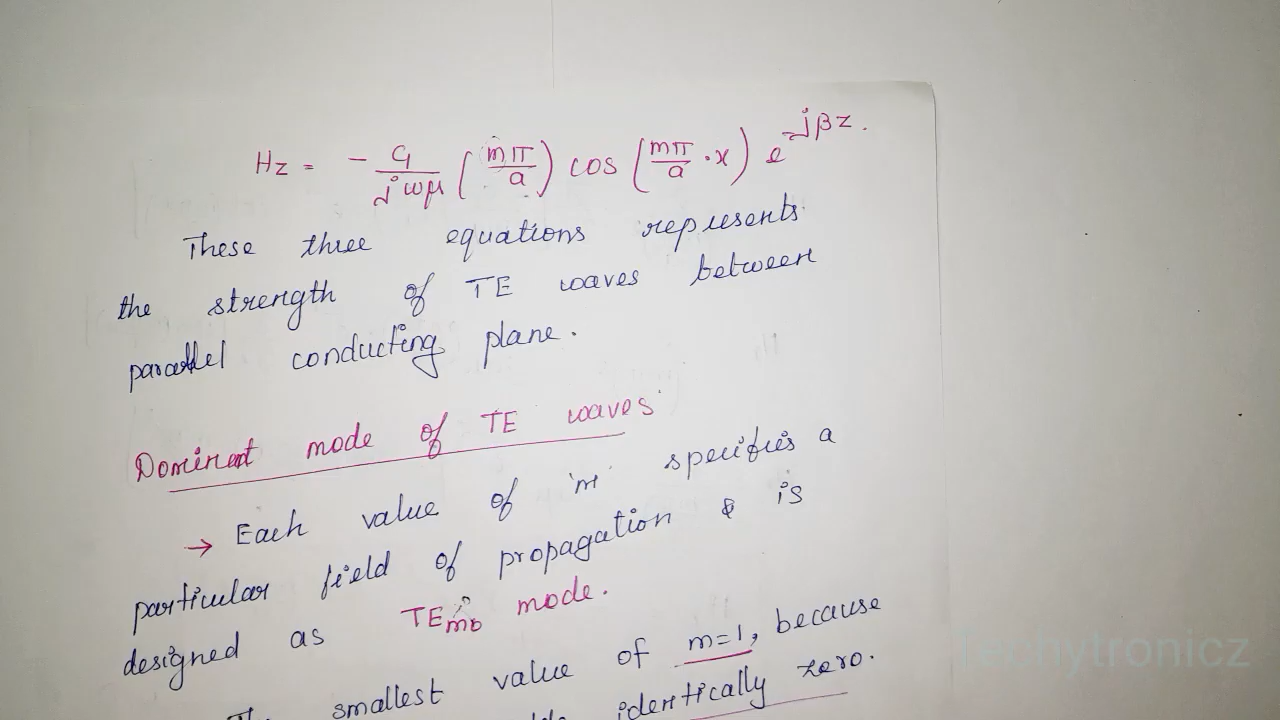 Hz = - C1/jωμ (mπ/a) cos (mπ/a · x) e^-jβz.
These three equations represents
the strength of TE waves between
parallel conducting plane.
Dominant mode of TE waves
→ Each value of 'm' specifies a
particular field of propagation & is
designed as TEm0 mode.
smallest value of m=1, because
identically zero.
Techytronicz